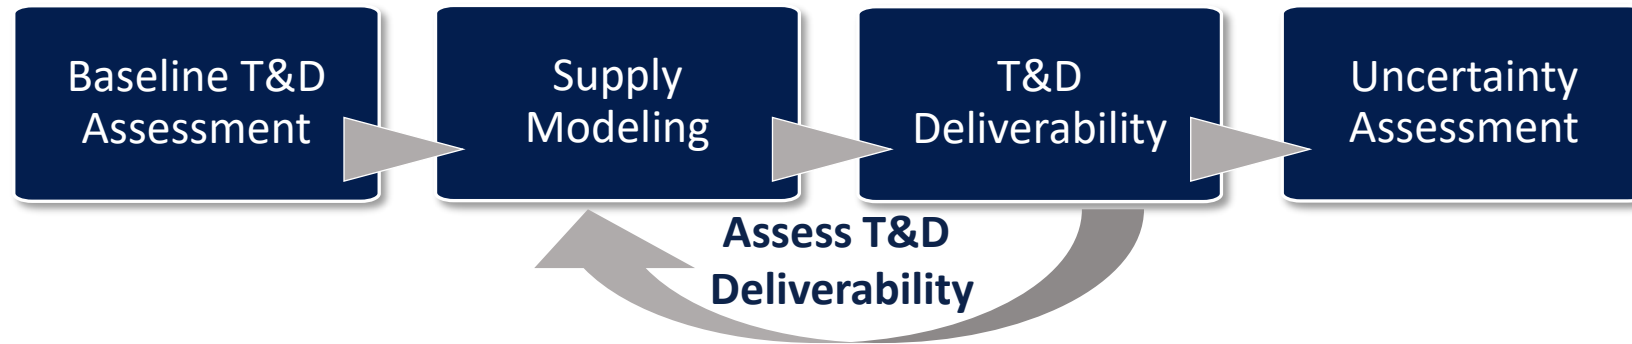 Baseline T&D
Assessment
Supply
Modeling
T&D
Deliverability
Uncertainty
Assessment
Assess T&D
Deliverability